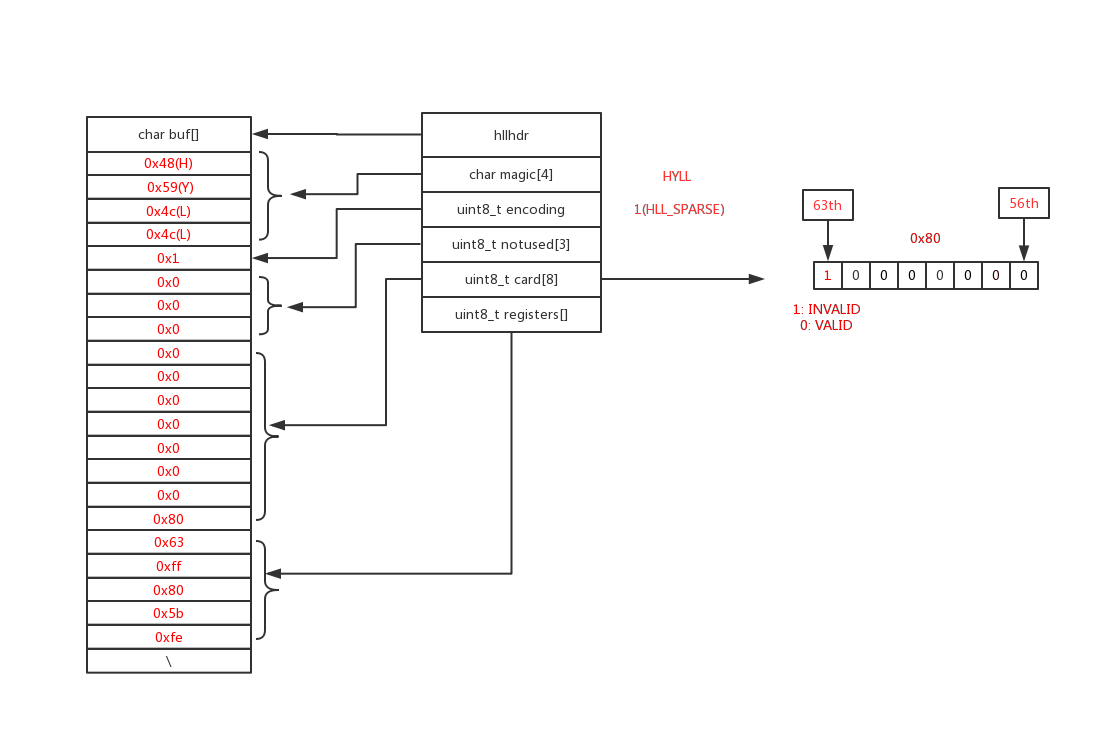 char buf[]
0x48(H)
0x59(Y)
0x4c(L)
0x4c(L)
0x1
0x0
0x0
0x0
0x0
0x0
0x0
0x0
0x0
0x0
0x0
0x80
0x63
0xff
0x80
0x5b
0xfe
\
hllhdr
char magic[4]
uint8_t encoding
uint8_t notused[3]
uint8_t card[8]
uint8_t registers[]
HYLL
1(HLL_SPARSE)
63th
56th
0x80
1 0 0 0 0 0 0 0
1: INVALID
0: VALID